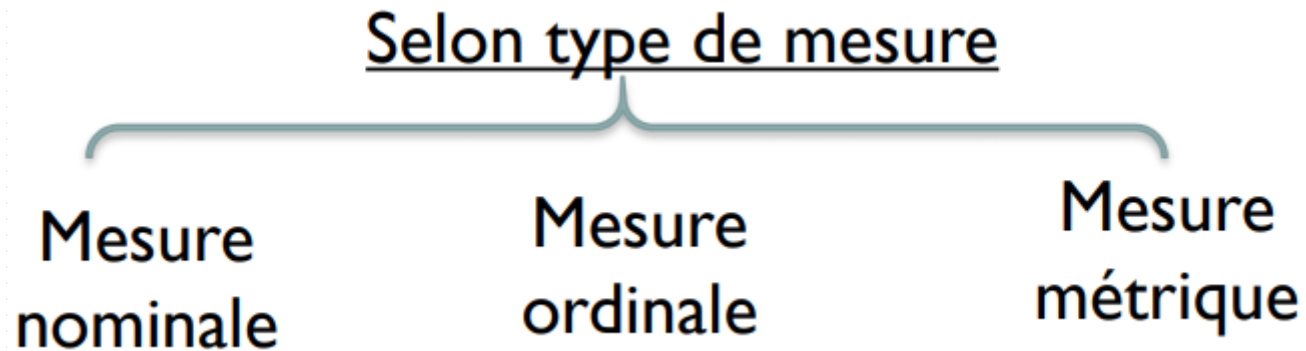 Selon type de mesure
Mesure
nominale
Mesure
ordinale
Mesure
métrique